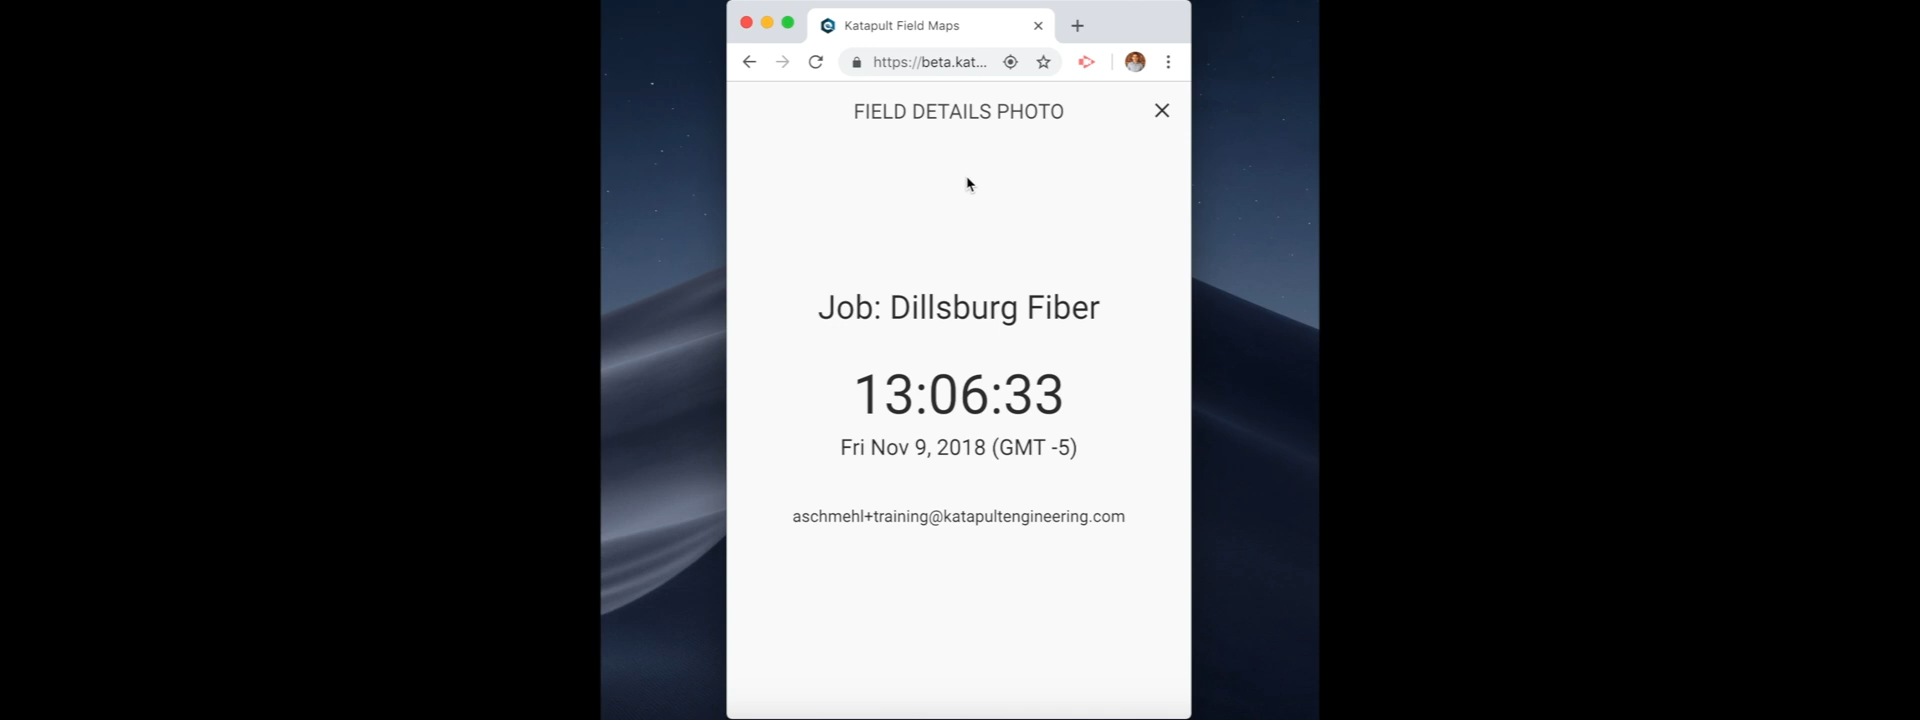 Katapult Field Maps
https://beta.kat...
FIELD DETAILS PHOTO
Job: Dillsburg Fiber
13:06:33
Fri Nov 9, 2018 (GMT -5)
aschmehl+training@katapultengineering.com